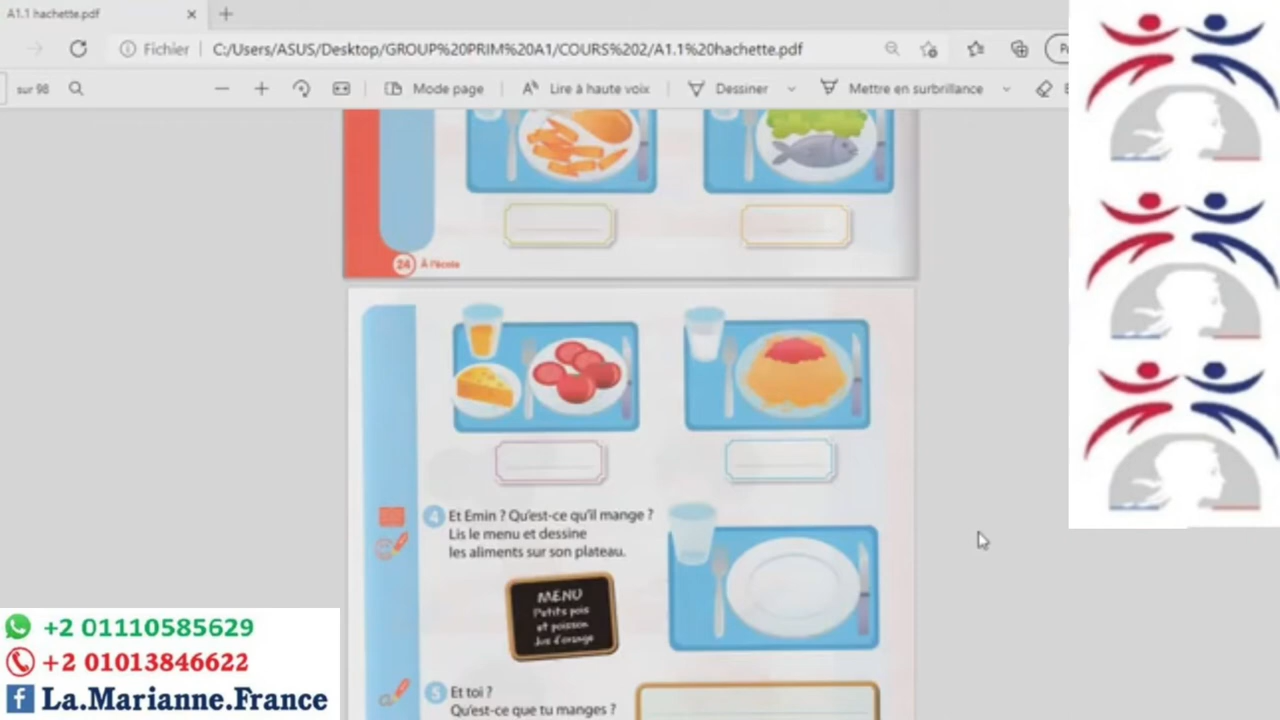 A1.1 hachette.pdf
Fichier C:/Users/ASUS/Desktop/GROUP%20PRIM%20A1/COURS%202/A1.1%20hachette.pdf
sur 98 Mode page Lire à haute voix Dessiner Mettre en surbrillance
24 À l'école
4 Et Emin ? Qu'est-ce qu'il mange ?
Lis le menu et dessine
les aliments sur son plateau.
MENU
Petits pois
et poisson
Jus d'orange
5 Et toi ?
Qu'est-ce que tu manges ?
+2 01110585629
+2 01013846622
La.Marianne.France